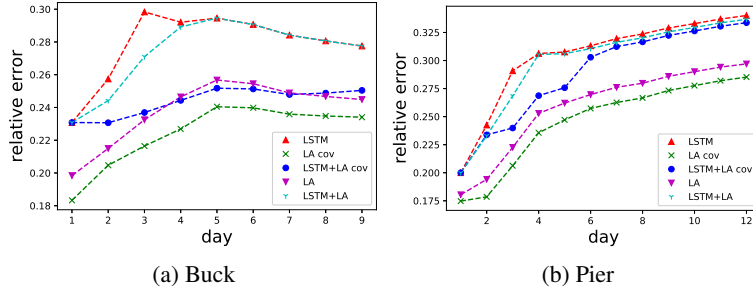 0.30
0.28
0.26
0.24
0.22
0.20
0.18
relative error
1 2 3 4 5 6 7 8 9
day
LSTM
LA cov
LSTM+LA cov
LA
LSTM+LA
(a) Buck
0.325
0.300
0.275
0.250
0.225
0.200
0.175
relative error
2 4 6 8 10 12
day
LSTM
LA cov
LSTM+LA cov
LA
LSTM+LA
(b) Pier